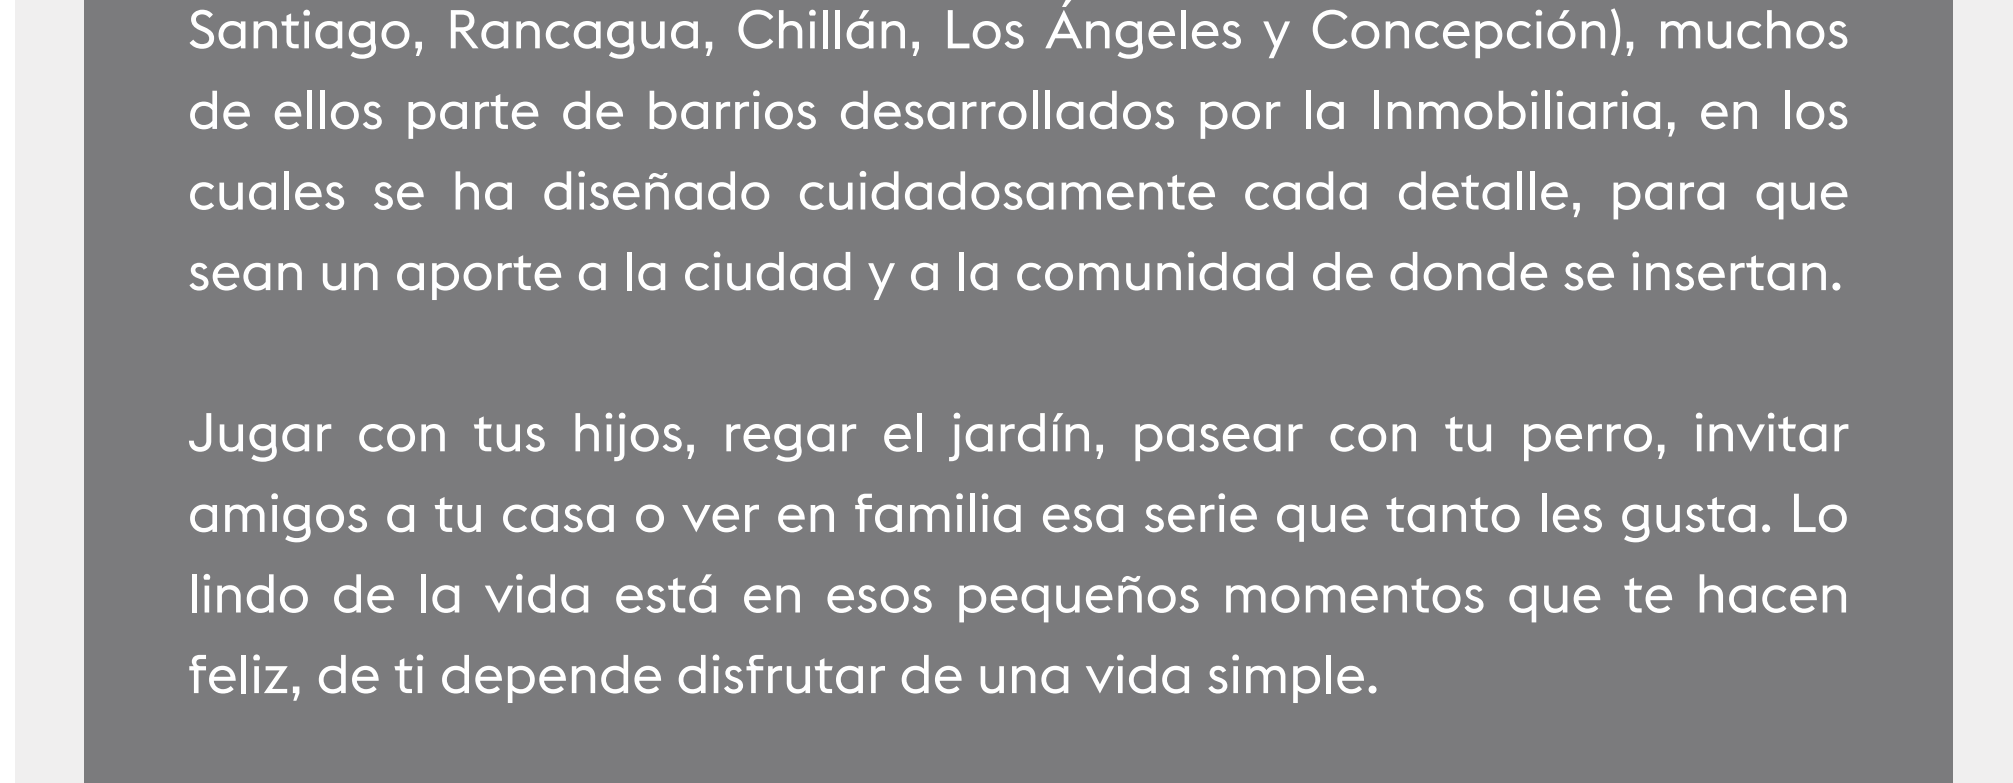 Santiago, Rancagua, Chillán, Los Ángeles y Concepción), muchos
de ellos parte de barrios desarrollados por la Inmobiliaria, en los
cuales se ha diseñado cuidadosamente cada detalle, para que
sean un aporte a la ciudad y a la comunidad de donde se insertan.
Jugar con tus hijos, regar el jardín, pasear con tu perro, invitar
amigos a tu casa o ver en familia esa serie que tanto les gusta. Lo
lindo de la vida está en esos pequeños momentos que te hacen
feliz, de ti depende disfrutar de una vida simple.